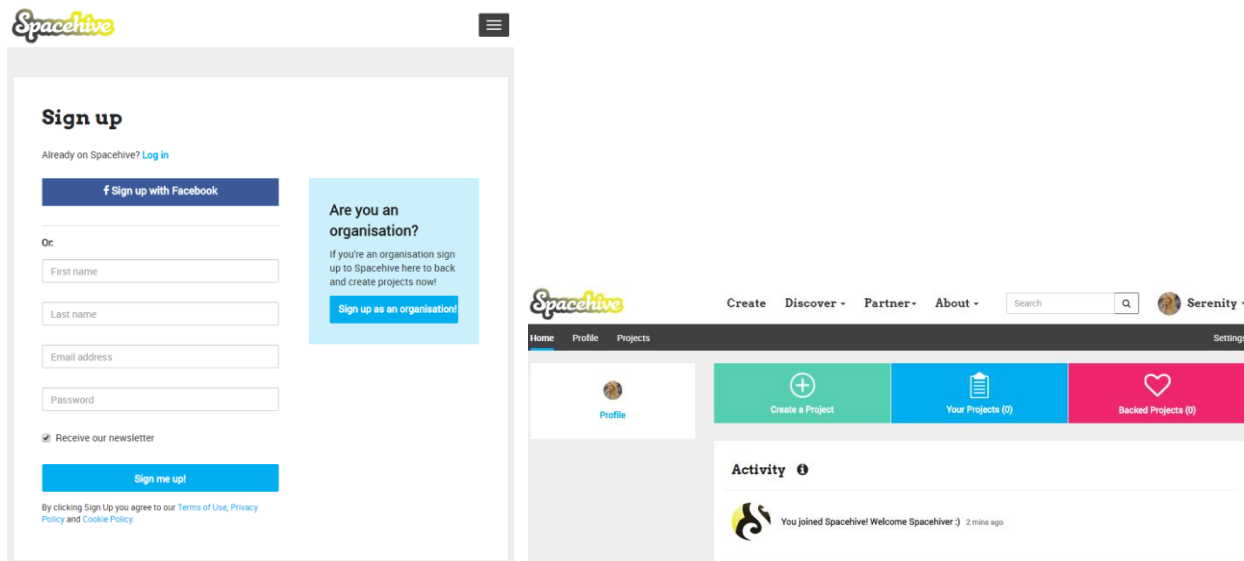 Spacehive
Sign up
Already on Spacehive? Log in
f Sign up with Facebook
Or:
First name
Last name
Email address
Password
Receive our newsletter
Sign me up!
By clicking Sign Up you agree to our Terms of Use, Privacy
Policy and Cookie Policy
Are you an
organisation?
If you're an organisation sign
up to Spacehive here to back
and create projects now!
Sign up as an organisation!
Spacehive
Create Discover Partner About Search Serenity
Home Profile Projects Settings
Profile
Create a Project
Your Projects (0)
Backed Projects (0)
Activity
You joined Spacehive! Welcome Spacehiver :) 2 mins ago